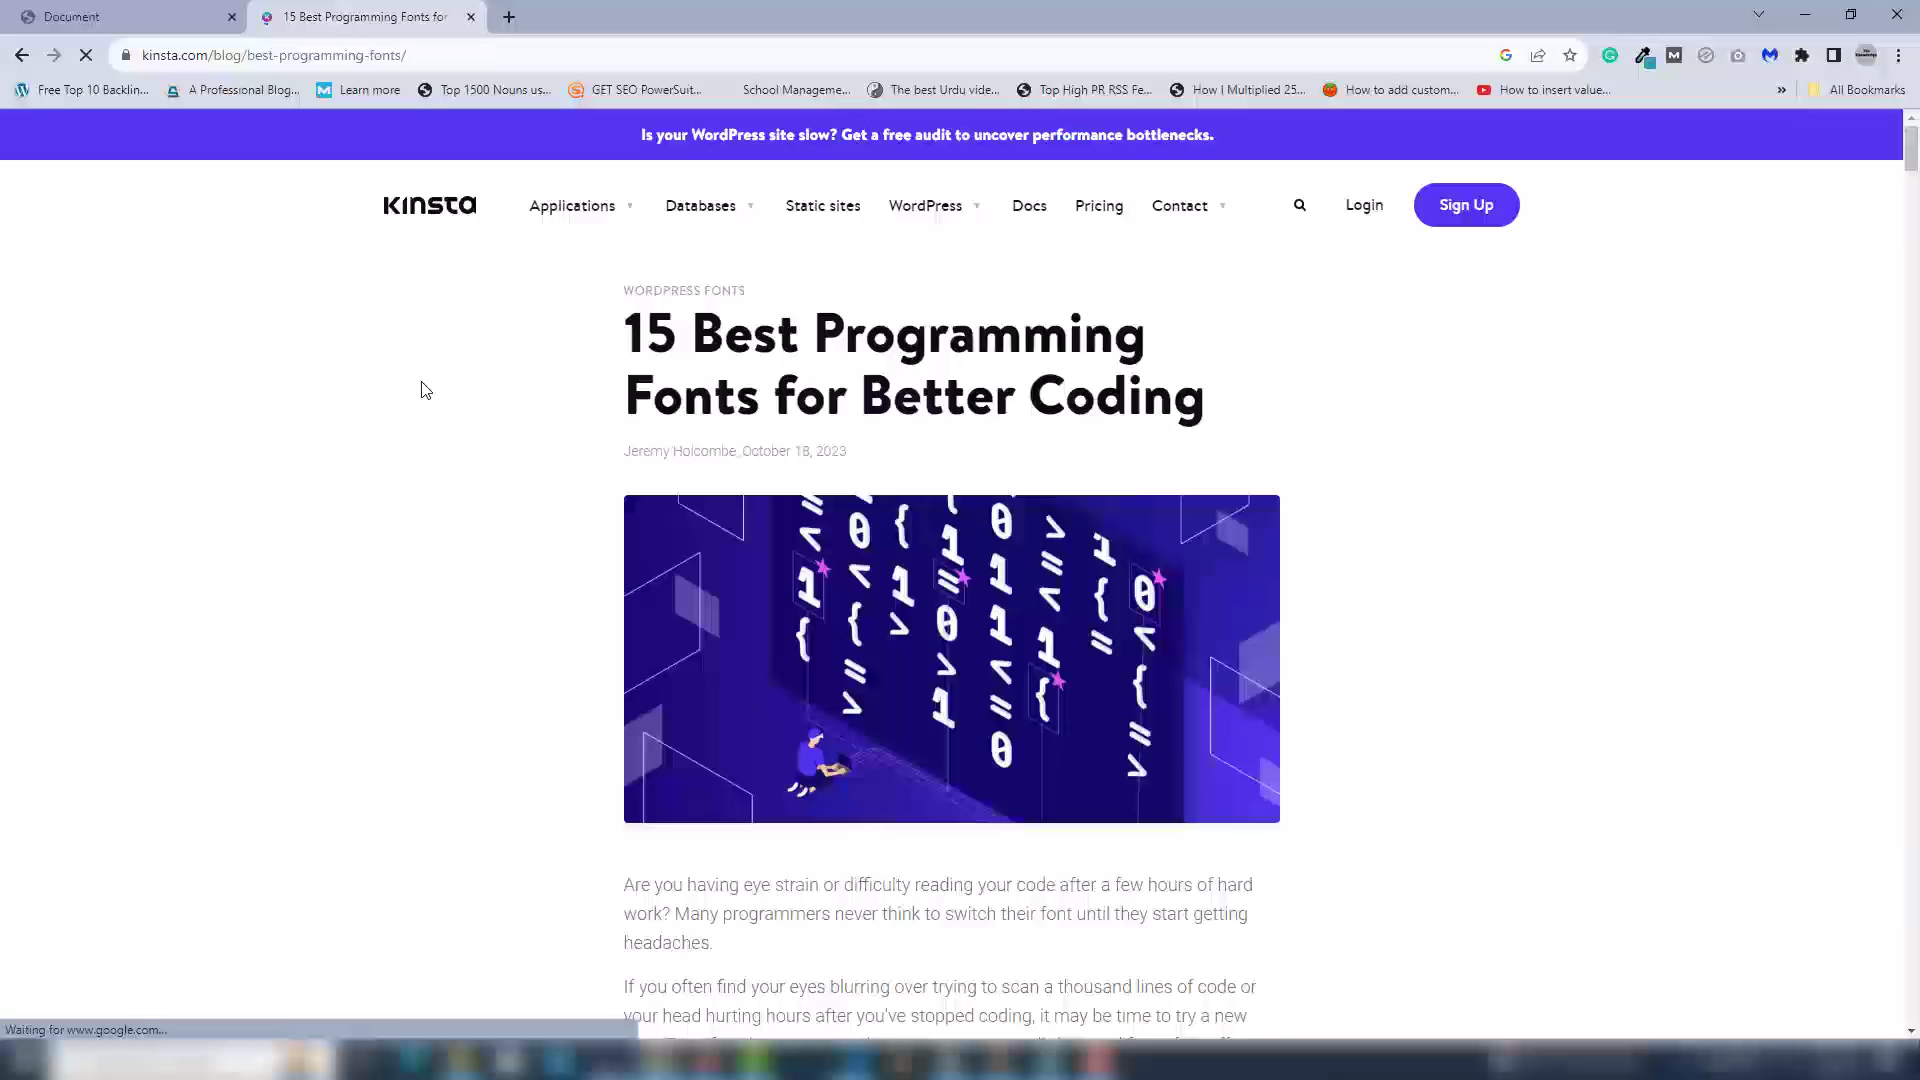 Document
15 Best Programming Fonts for
kinsta.com/blog/best-programming-fonts/
Free Top 10 Backlin...
A Professional Blog...
Learn more
Top 1500 Nouns us...
GET SEO PowerSuit...
School Manageme...
The best Urdu vide...
Top High PR RSS Fe...
How I Multiplied 25...
How to add custom...
How to insert value...
»
All Bookmarks
Is your WordPress site slow? Get a free audit to uncover performance bottlenecks.
KINSTA
Applications
Databases
Static sites
WordPress
Docs
Pricing
Contact
Login
Sign Up
WORDPRESS FONTS
15 Best Programming
Fonts for Better Coding
Jeremy Holcombe, October 18, 2023
Are you having eye strain or difficulty reading your code after a few hours of hard
work? Many programmers never think to switch their font until they start getting
headaches.
If you often find your eyes blurring over trying to scan a thousand lines of code or
your head hurting hours after you've stopped coding, it may be time to try a new
Waiting for www.google.com...